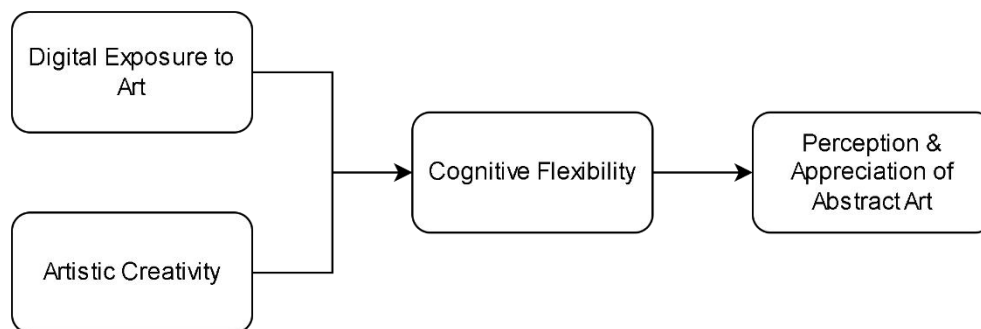 Digital Exposure to
Art
Artistic Creativity
Cognitive Flexibility
Perception &
Appreciation of
Abstract Art